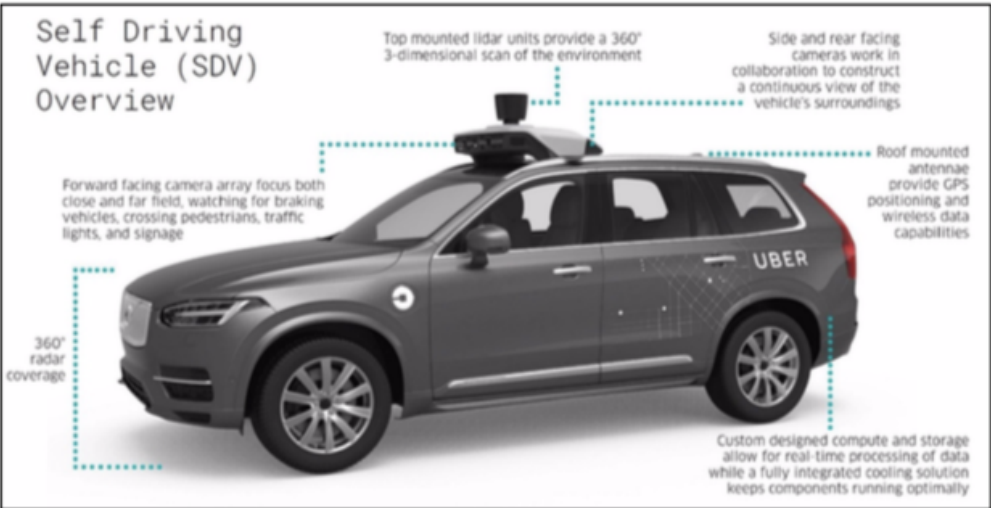 Self Driving
Vehicle (SDV)
Overview
Top mounted lidar units provide a 360°
3-dimensional scan of the environment
Side and rear facing
cameras work in
collaboration to construct
a continuous view of the
vehicle's surroundings
Roof mounted
antennae
provide GPS
positioning and
wireless data
capabilities
Forward facing camera array focus both
close and far field, watching for braking
vehicles, crossing pedestrians, traffic
lights, and signage
UBER
360°
radar
coverage
Custom designed compute and storage
allow for real-time processing of data
while a fully integrated cooling solution
keeps components running optimally